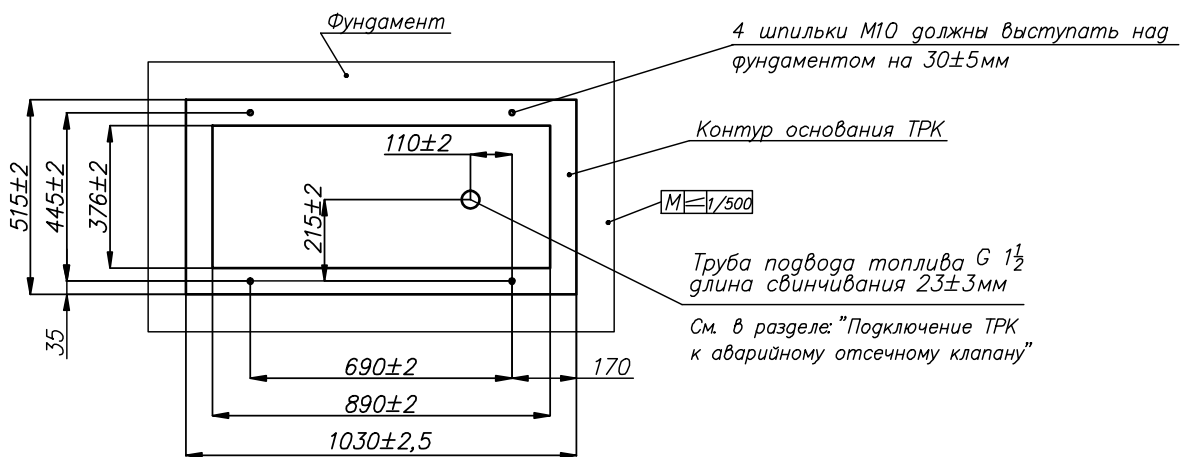 Фундамент
4 шпильки М10 должны выступать над
фундаментом на 30±5мм
110±2
Контур основания ТРК
515±2
445±2
376±2
215±2
М ≤ 1/500
Труба подвода топлива G 1 1/2
длина свинчивания 23±3мм
См. в разделе: "Подключение ТРК
к аварийному отсечному клапану"
35
690±2
170
890±2
1030±2,5